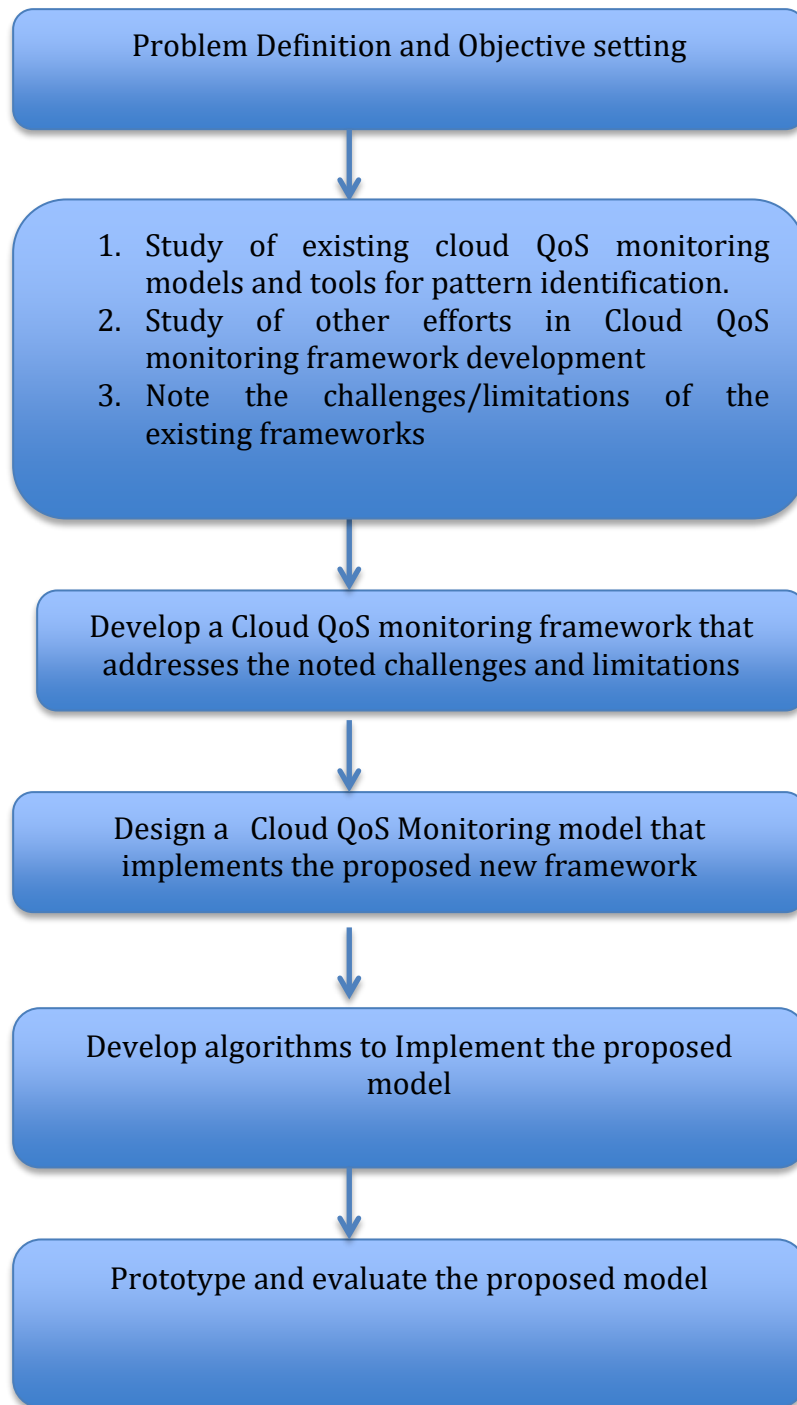 Problem Definition and Objective setting
1. Study of existing cloud QoS monitoring
models and tools for pattern identification.
2. Study of other efforts in Cloud QoS
monitoring framework development
3. Note the challenges/limitations of the
existing frameworks
Develop a Cloud QoS monitoring framework that
addresses the noted challenges and limitations
Design a Cloud QoS Monitoring model that
implements the proposed new framework
Develop algorithms to Implement the proposed
model
Prototype and evaluate the proposed model